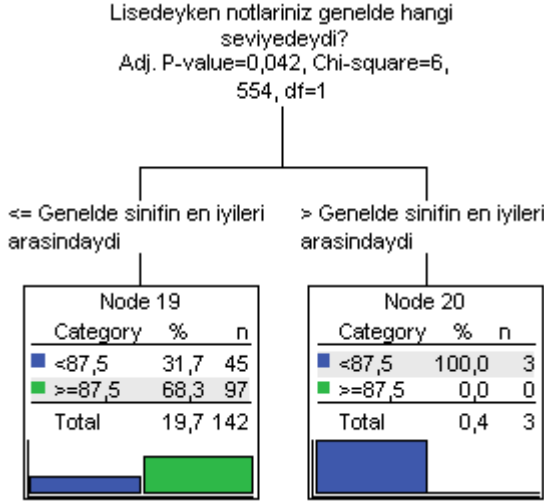 Lisedeyken notlariniz genelde hangi
seviyedeydi?
Adj. P-value=0,042, Chi-square=6,
554, df=1
<= Genelde sinifin en iyileri
arasindaydi
> Genelde sinifin en iyileri
arasindaydi
Node 19
Category % n
<87,5 31,7 45
>=87,5 68,3 97
Total 19,7 142
Node 20
Category % n
<87,5 100,0 3
>=87,5 0,0 0
Total 0,4 3